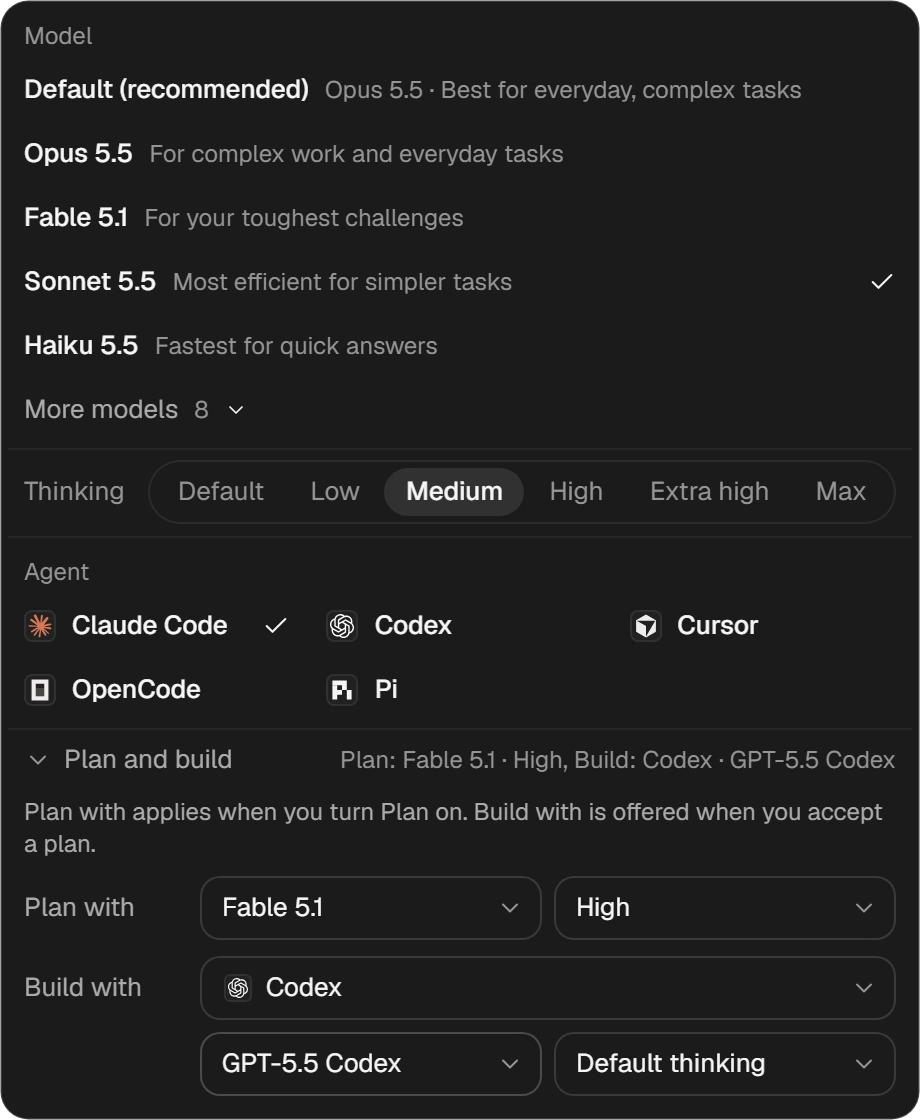 Model
Default (recommended) Opus 5.5 · Best for everyday, complex tasks
Opus 5.5 For complex work and everyday tasks
Fable 5.1 For your toughest challenges
Sonnet 5.5 Most efficient for simpler tasks
Haiku 5.5 Fastest for quick answers
More models 8
Thinking Default Low Medium High Extra high Max
Agent
Claude Code Codex Cursor
OpenCode Pi
Plan and build Plan: Fable 5.1 · High, Build: Codex · GPT-5.5 Codex
Plan with applies when you turn Plan on. Build with is offered when you accept
a plan.
Plan with Fable 5.1 High
Build with Codex
GPT-5.5 Codex Default thinking